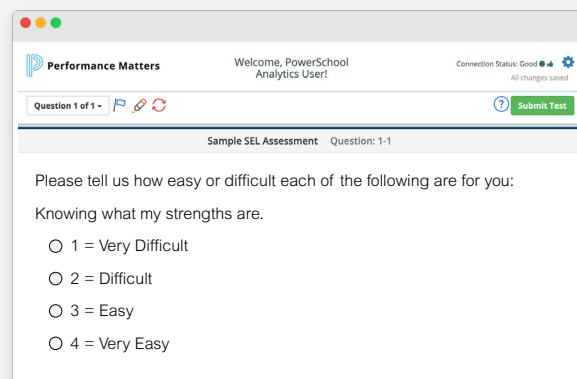 Performance Matters
Welcome, PowerSchool
Analytics User!
Connection Status: Good
All changes saved
Question 1 of 1
?
Submit Test
Sample SEL Assessment Question: 1-1
Please tell us how easy or difficult each of the following are for you:
Knowing what my strengths are.
1 = Very Difficult
2 = Difficult
3 = Easy
4 = Very Easy